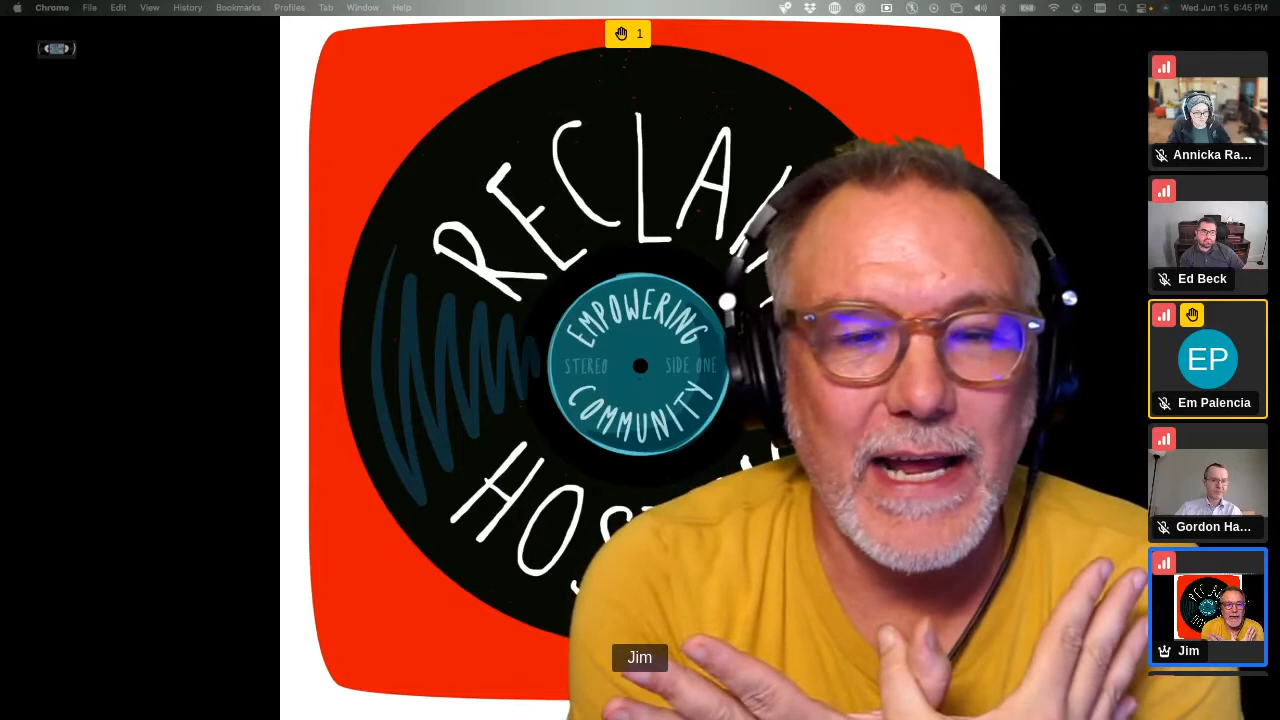 Chrome File Edit View History Bookmarks Profiles Tab Window Help
Wed Jun 15 6:45 PM
1
RECLAI
EMPOWERING
STEREO SIDE ONE
COMMUNITY
HOS
Jim
Annicka Ra...
Ed Beck
EP
Em Palencia
Gordon Ha...
Jim